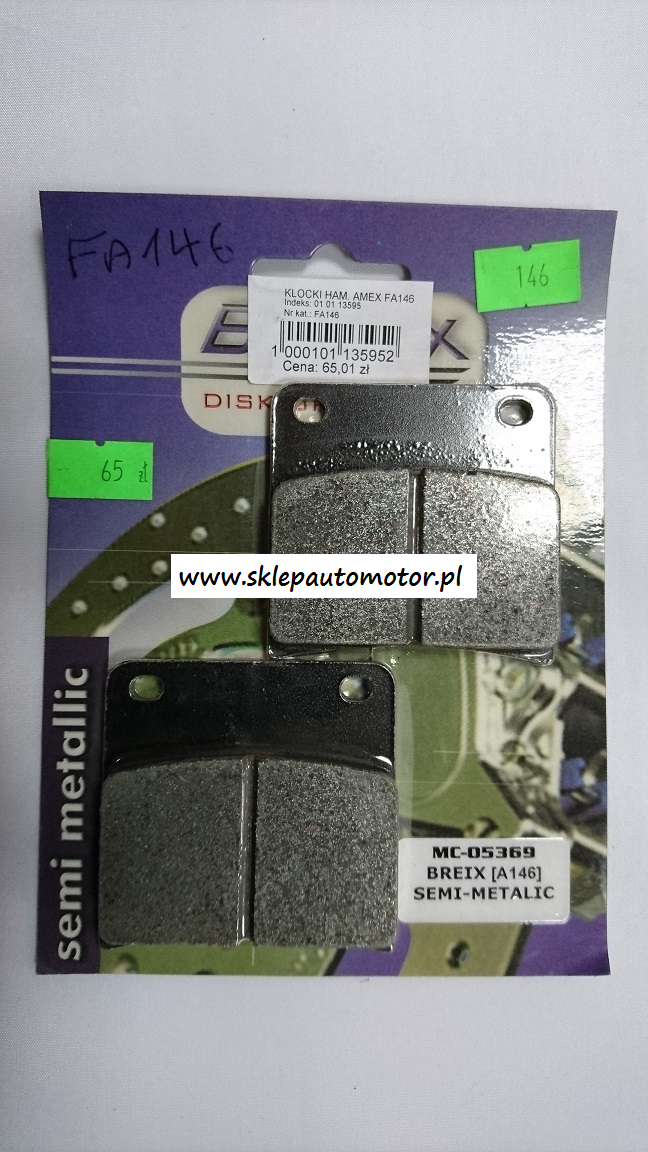 FA146
146
KLOCKI HAM. AMEX FA146
Indeks: 01 01 13595
Nr kat.: FA146
1 000101 135952
Cena: 65,01 zł
DISK
65 zł
www.sklepautomotor.pl
semi metallic
MC-05369
BREIX [A146]
SEMI-METALIC